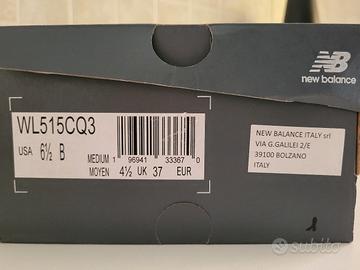 new balance
WL515CQ3
USA 6½ B
MEDIUM 1 96941 33367 0
MOYEN 4½ UK 37 EUR
NEW BALANCE ITALY srl
VIA G.GALILEI 2/E
39100 BOLZANO
ITALY
subito